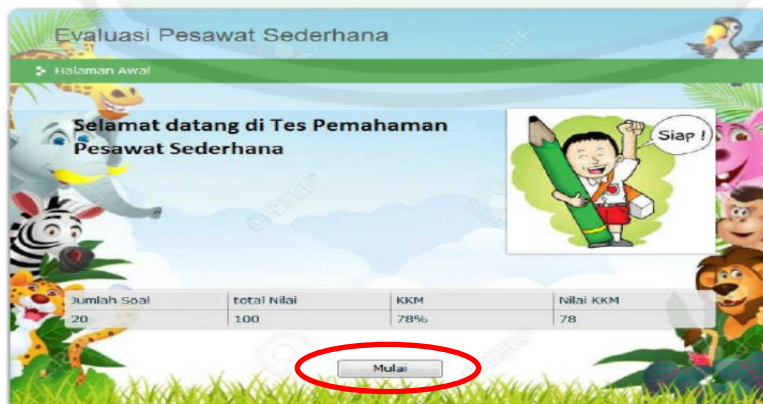 Evaluasi Pesawat Sederhana
Halaman Awal
Selamat datang di Tes Pemahaman
Pesawat Sederhana
Siap !
Jumlah Soal total Nilai KKM Nilai KKM
20 100 78% 78
Mulai